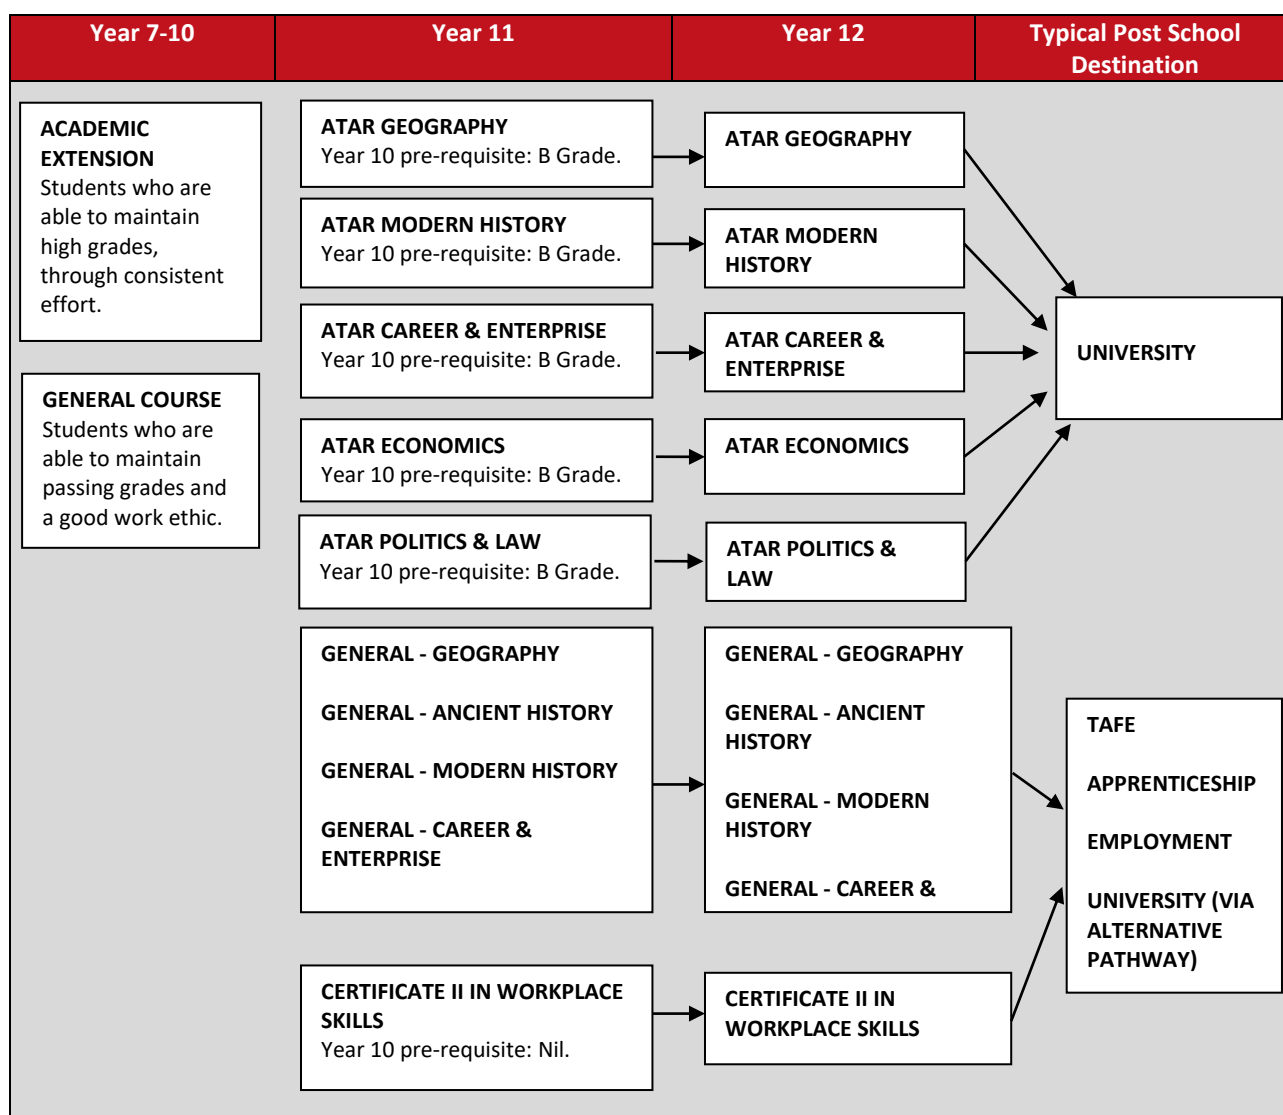 Year 7-10
Year 11
Year 12
Typical Post School
Destination
ACADEMIC
EXTENSION
Students who are
able to maintain
high grades,
through consistent
effort.
GENERAL COURSE
Students who are
able to maintain
passing grades and
a good work ethic.
ATAR GEOGRAPHY
Year 10 pre-requisite: B Grade.
ATAR MODERN HISTORY
Year 10 pre-requisite: B Grade.
ATAR CAREER & ENTERPRISE
Year 10 pre-requisite: B Grade.
ATAR ECONOMICS
Year 10 pre-requisite: B Grade.
ATAR POLITICS & LAW
Year 10 pre-requisite: B Grade.
GENERAL - GEOGRAPHY
GENERAL - ANCIENT HISTORY
GENERAL - MODERN HISTORY
GENERAL - CAREER &
ENTERPRISE
CERTIFICATE II IN WORKPLACE
SKILLS
Year 10 pre-requisite: Nil.
ATAR GEOGRAPHY
ATAR MODERN
HISTORY
ATAR CAREER &
ENTERPRISE
ATAR ECONOMICS
ATAR POLITICS &
LAW
GENERAL - GEOGRAPHY
GENERAL - ANCIENT
HISTORY
GENERAL - MODERN
HISTORY
GENERAL - CAREER &
CERTIFICATE II IN
WORKPLACE SKILLS
UNIVERSITY
TAFE
APPRENTICESHIP
EMPLOYMENT
UNIVERSITY (VIA
ALTERNATIVE
PATHWAY)